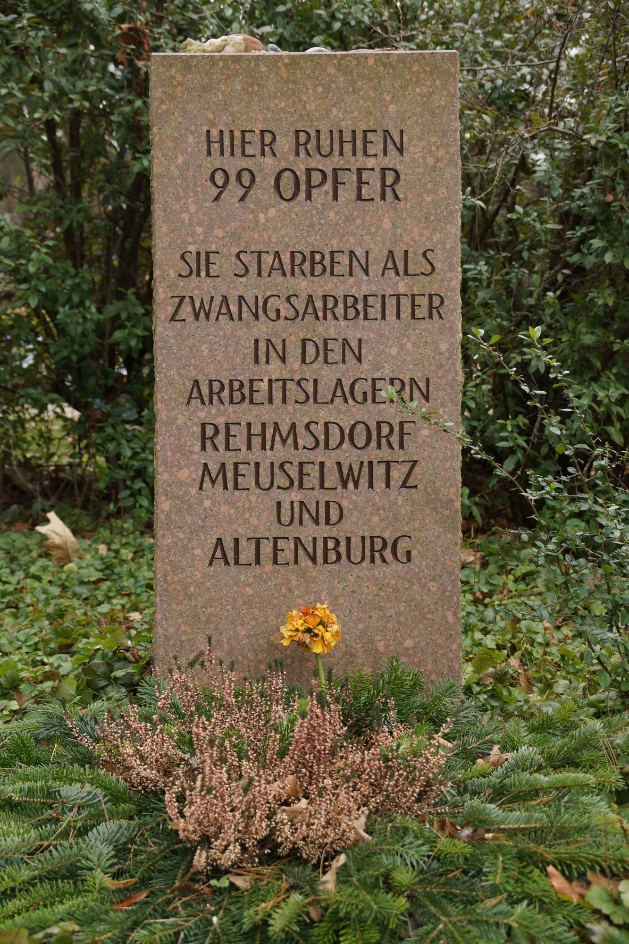 HIER RUHEN
99 OPFER
SIE STARBEN ALS
ZWANGSARBEITER
IN DEN
ARBEITSLAGERN
REHMSDORF
MEUSELWITZ
UND
ALTENBURG